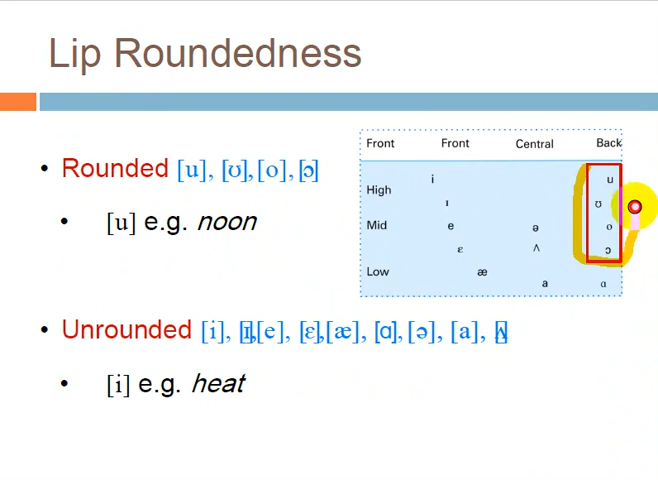 Lip Roundedness
• Rounded [u], [ʊ], [o], [ɔ]
• [u] e.g. noon
Front Front Central Back
High i u
ɪ ʊ
Mid e ə o
ɛ ʌ ɔ
Low æ
a ɑ
• Unrounded [i], [ɪ], [e], [ɛ], [æ], [ɑ], [ə], [a], [ʌ]
• [i] e.g. heat